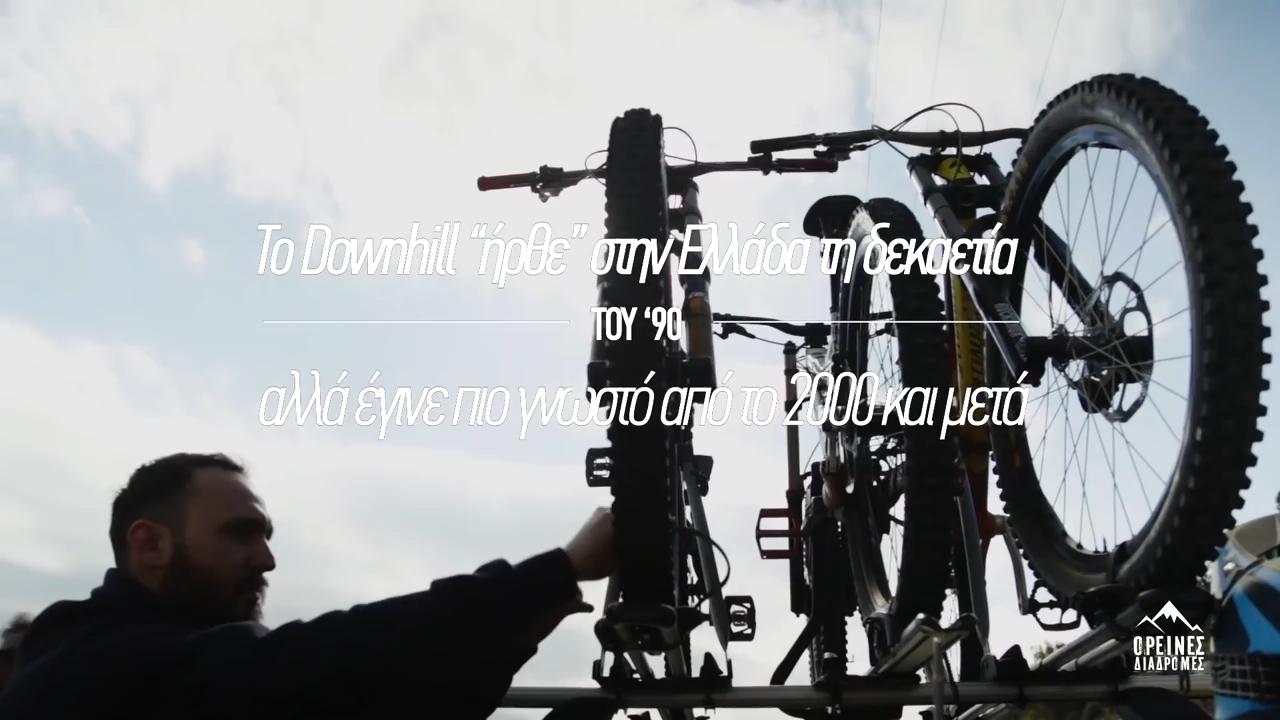 Το Downhill “ήρθε” στην Ελλάδα τη δεκαετία
ΤΟΥ ‘90
αλλά έγινε πιο γνωστό από το 2000 και μετά
ΟΡΕΙΝΕΣ
ΔΙΑΔΡΟΜΕΣ